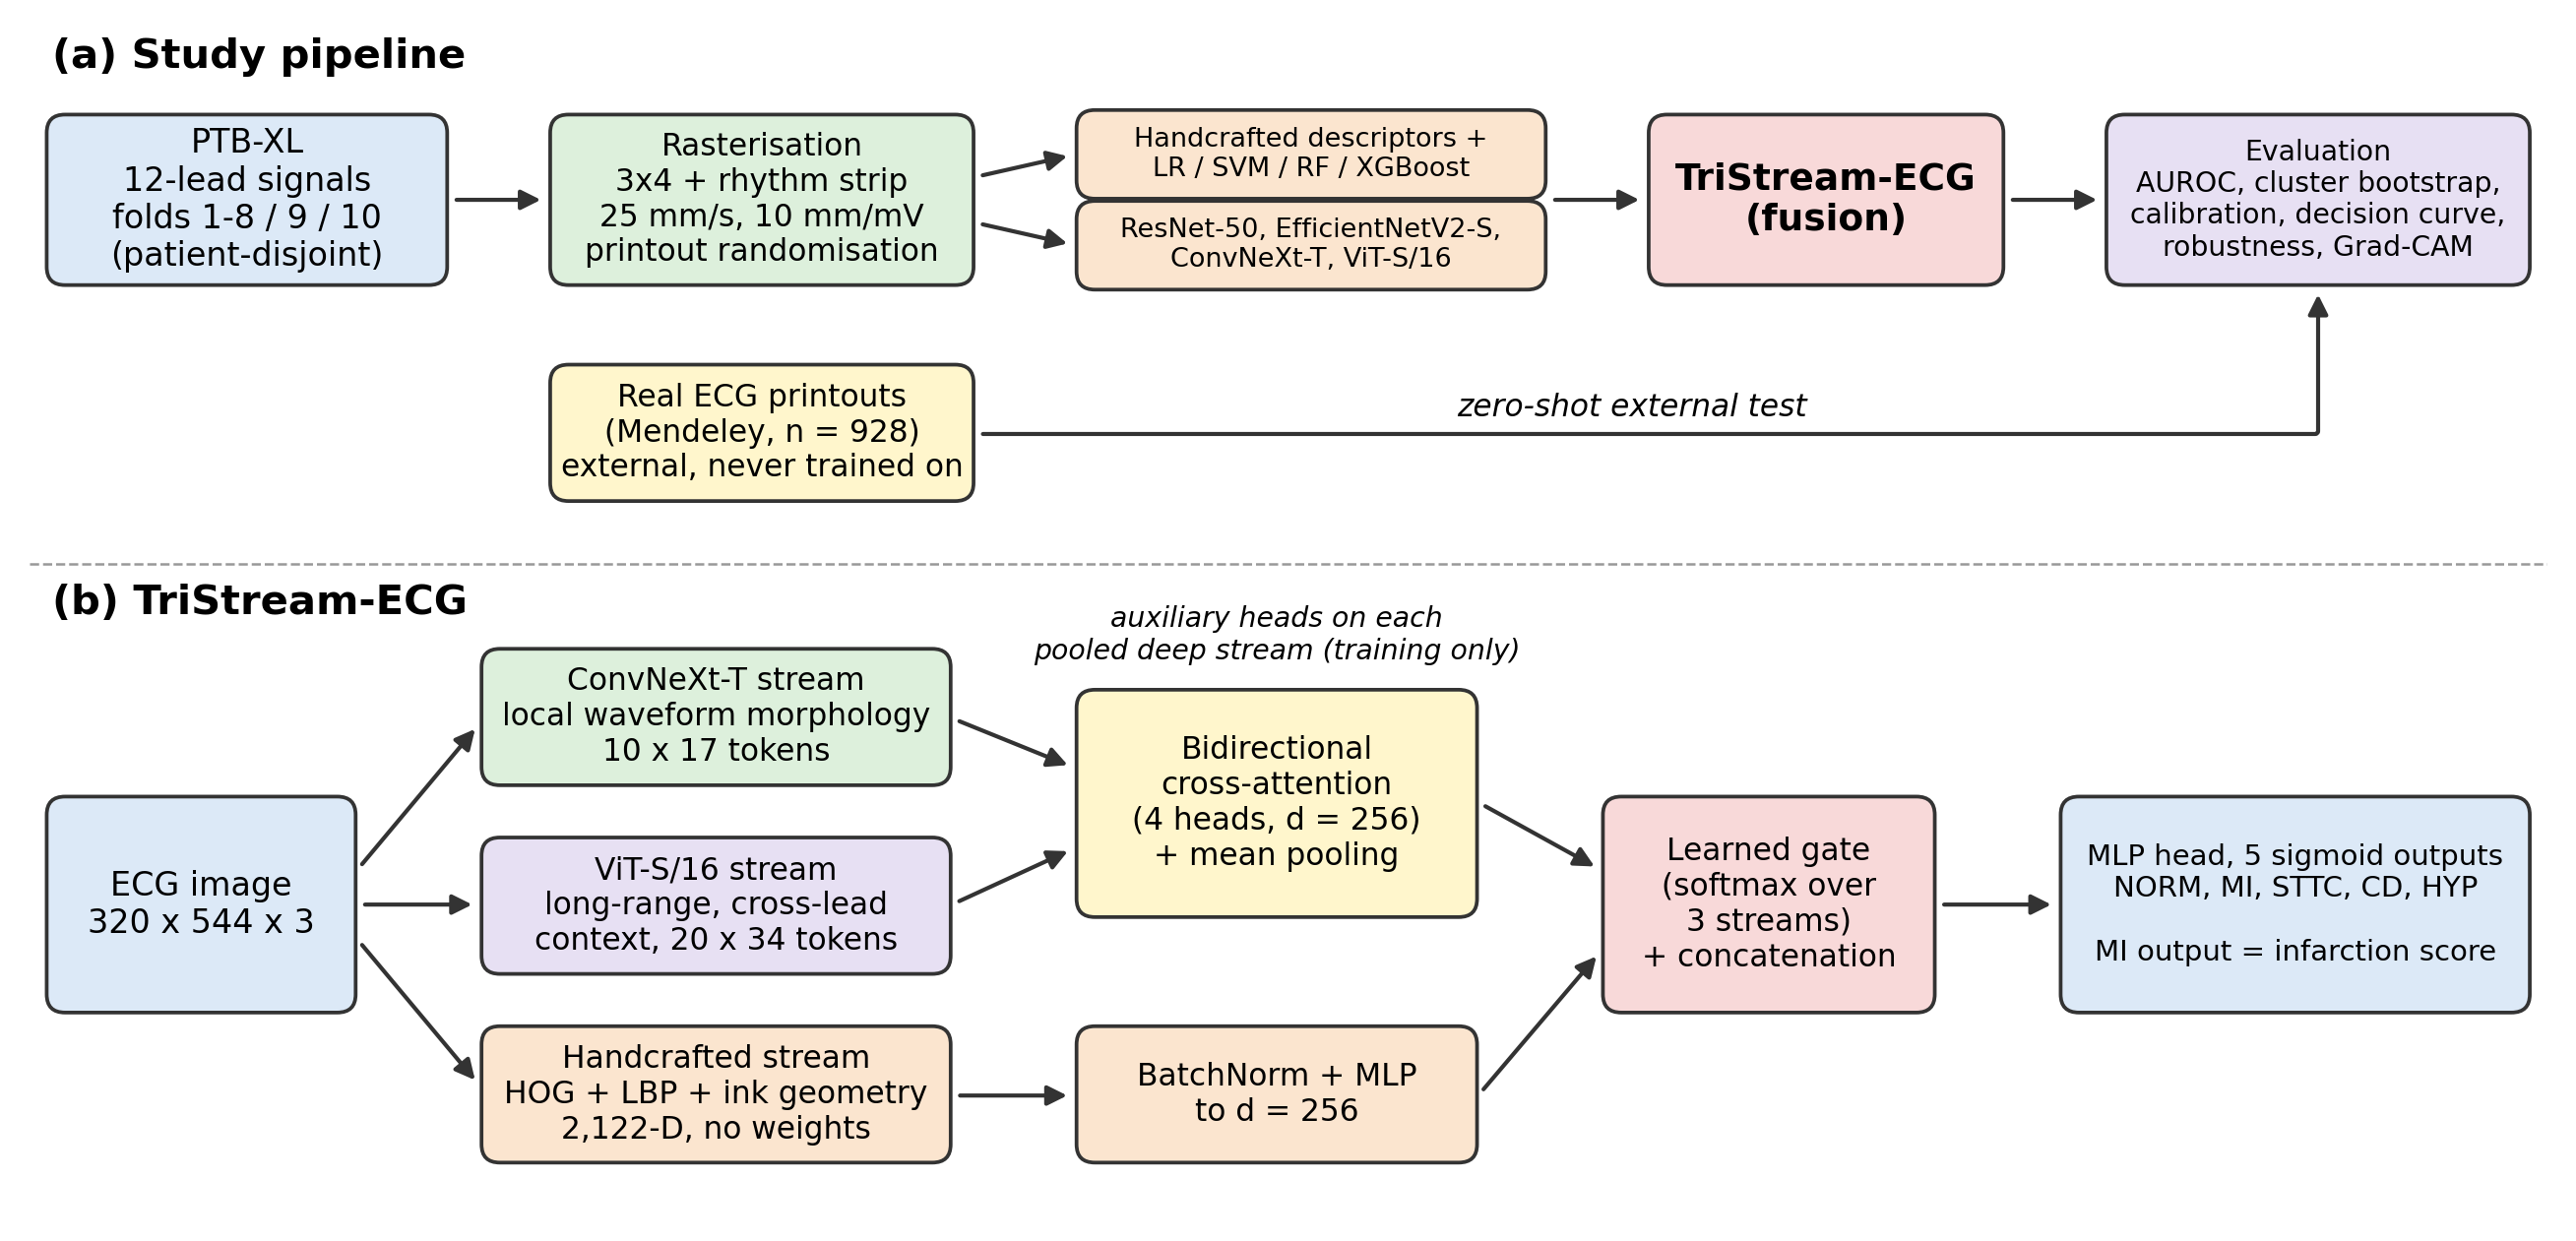 (a) Study pipeline
PTB-XL
12-lead signals
folds 1-8 / 9 / 10
(patient-disjoint)
Rasterisation
3x4 + rhythm strip
25 mm/s, 10 mm/mV
printout randomisation
Handcrafted descriptors +
LR / SVM / RF / XGBoost
ResNet-50, EfficientNetV2-S,
ConvNeXt-T, ViT-S/16
TriStream-ECG
(fusion)
Evaluation
AUROC, cluster bootstrap,
calibration, decision curve,
robustness, Grad-CAM
Real ECG printouts
(Mendeley, n = 928)
external, never trained on
zero-shot external test
(b) TriStream-ECG
auxiliary heads on each
pooled deep stream (training only)
ECG image
320 x 544 x 3
ConvNeXt-T stream
local waveform morphology
10 x 17 tokens
ViT-S/16 stream
long-range, cross-lead
context, 20 x 34 tokens
Handcrafted stream
HOG + LBP + ink geometry
2,122-D, no weights
Bidirectional
cross-attention
(4 heads, d = 256)
+ mean pooling
BatchNorm + MLP
to d = 256
Learned gate
(softmax over
3 streams)
+ concatenation
MLP head, 5 sigmoid outputs
NORM, MI, STTC, CD, HYP
MI output = infarction score